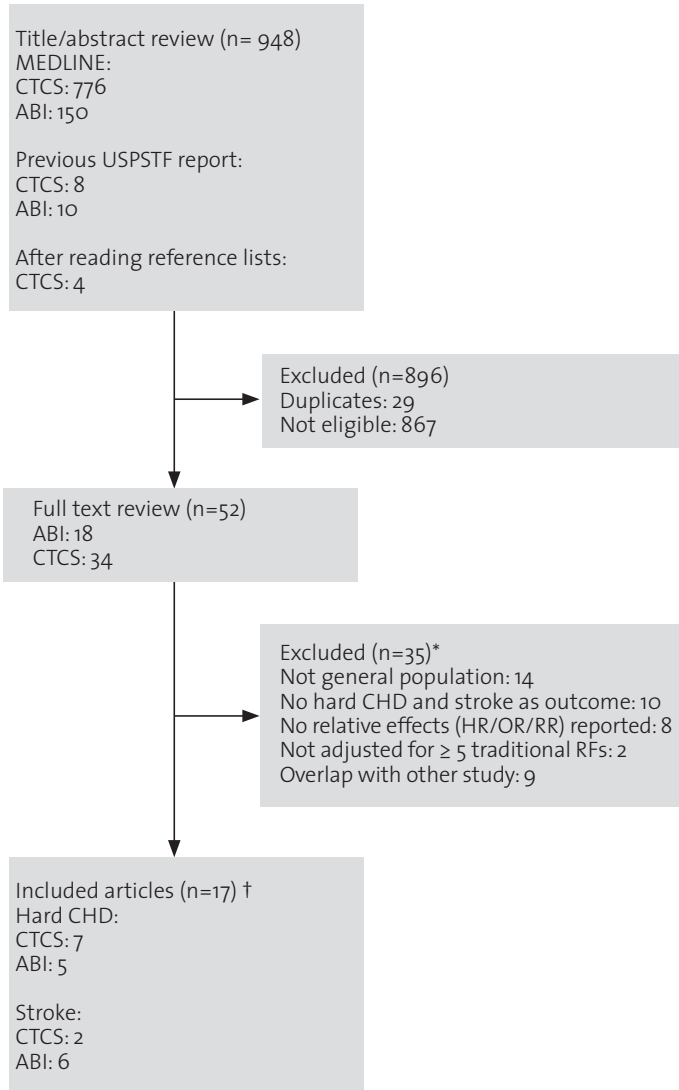 Title/abstract review (n= 948)
MEDLINE:
CTCS: 776
ABI: 150
Previous USPSTF report:
CTCS: 8
ABI: 10
After reading reference lists:
CTCS: 4
Excluded (n=896)
Duplicates: 29
Not eligible: 867
Full text review (n=52)
ABI: 18
CTCS: 34
Excluded (n=35)*
Not general population: 14
No hard CHD and stroke as outcome: 10
No relative effects (HR/OR/RR) reported: 8
Not adjusted for ≥ 5 traditional RFs: 2
Overlap with other study: 9
Included articles (n=17) †
Hard CHD:
CTCS: 7
ABI: 5
Stroke:
CTCS: 2
ABI: 6